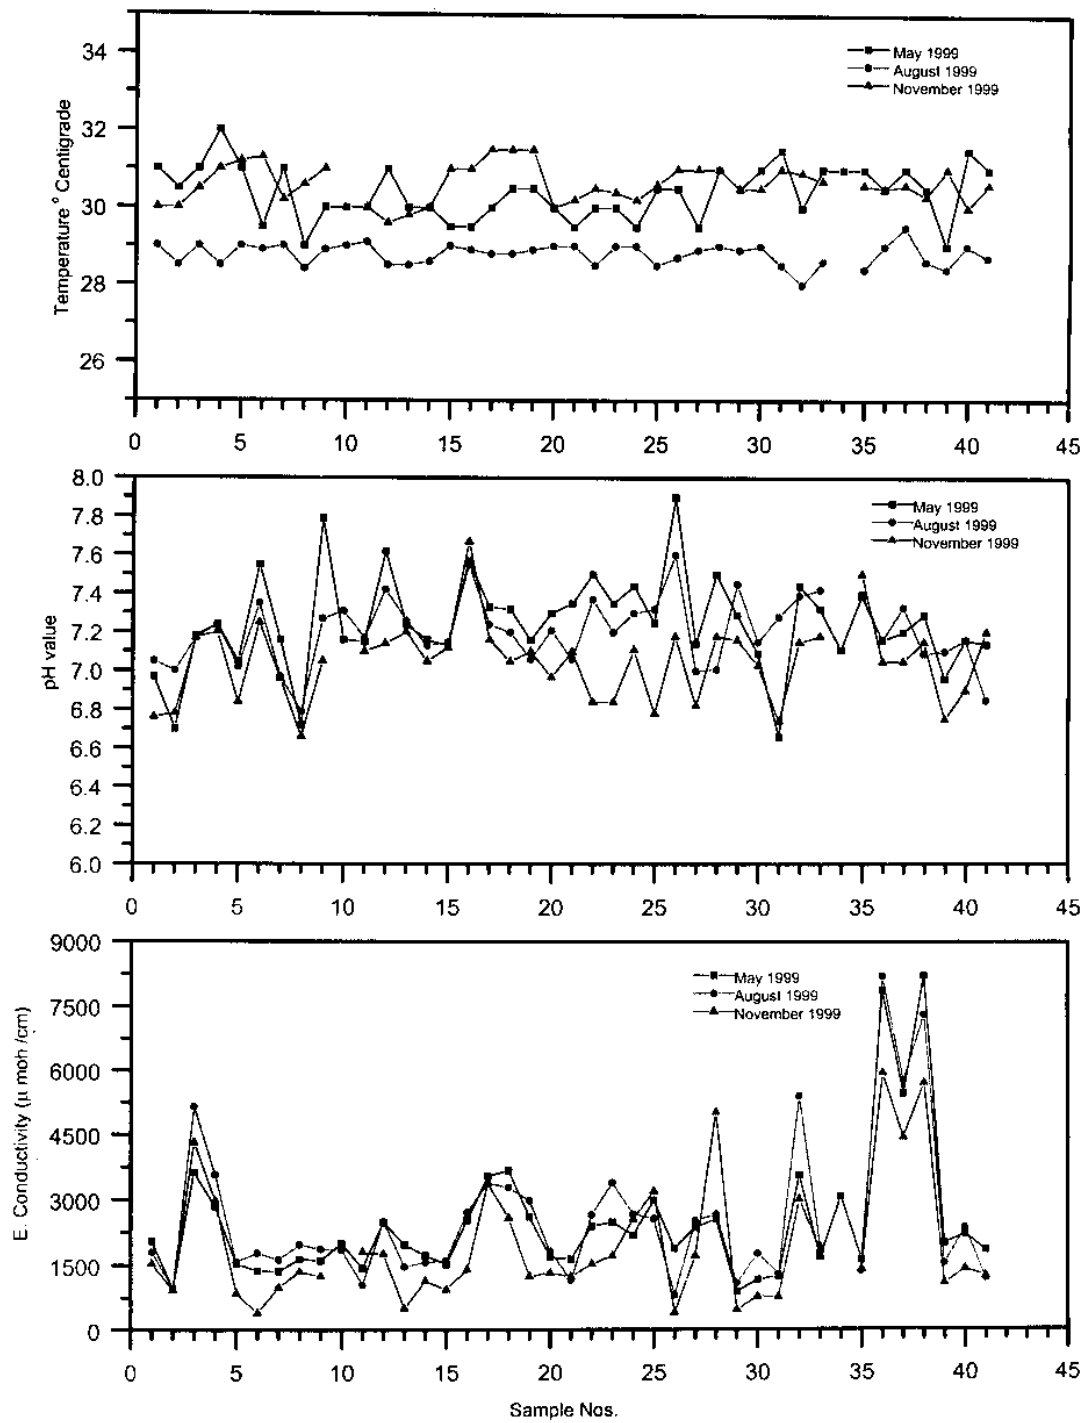 34
32
30
28
26
Temperature ° Centigrade
May 1999
August 1999
November 1999
0 5 10 15 20 25 30 35 40 45
8.0
7.8
7.6
7.4
7.2
7.0
6.8
6.6
6.4
6.2
6.0
pH value
May 1999
August 1999
November 1999
0 5 10 15 20 25 30 35 40 45
9000
7500
6000
4500
3000
1500
0
E. Conductivity (µ moh /cm)
May 1999
August 1999
November 1999
0 5 10 15 20 25 30 35 40 45
Sample Nos.